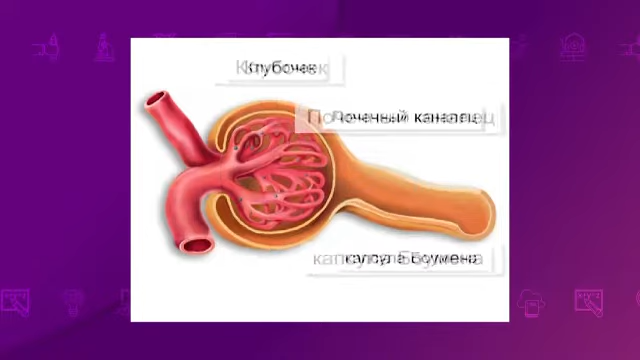 Клубочек
Почечный каналец
капсула Боумена